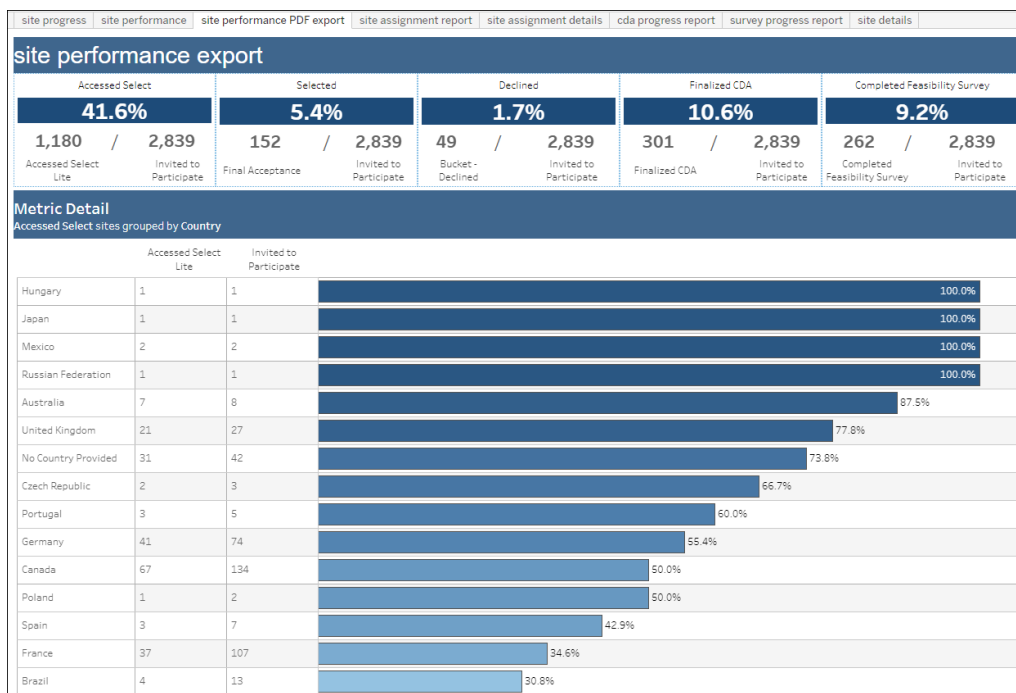 site progress site performance site performance PDF export site assignment report site assignment details cda progress report survey progress report site details
site performance export
Accessed Select Selected Declined Finalized CDA Completed Feasibility Survey
41.6% 5.4% 1.7% 10.6% 9.2%
1,180 / 2,839 152 / 2,839 49 / 2,839 301 / 2,839 262 / 2,839
Accessed Select Lite Invited to Participate Final Acceptance Invited to Participate Bucket - Declined Invited to Participate Finalized CDA Invited to Participate Completed Feasibility Survey Invited to Participate
Metric Detail
Accessed Select sites grouped by Country
Accessed Select Lite Invited to Participate
Hungary 1 1 100.0%
Japan 1 1 100.0%
Mexico 2 2 100.0%
Russian Federation 1 1 100.0%
Australia 7 8 87.5%
United Kingdom 21 27 77.8%
No Country Provided 31 42 73.8%
Czech Republic 2 3 66.7%
Portugal 3 5 60.0%
Germany 41 74 55.4%
Canada 67 134 50.0%
Poland 1 2 50.0%
Spain 3 7 42.9%
France 37 107 34.6%
Brazil 4 13 30.8%